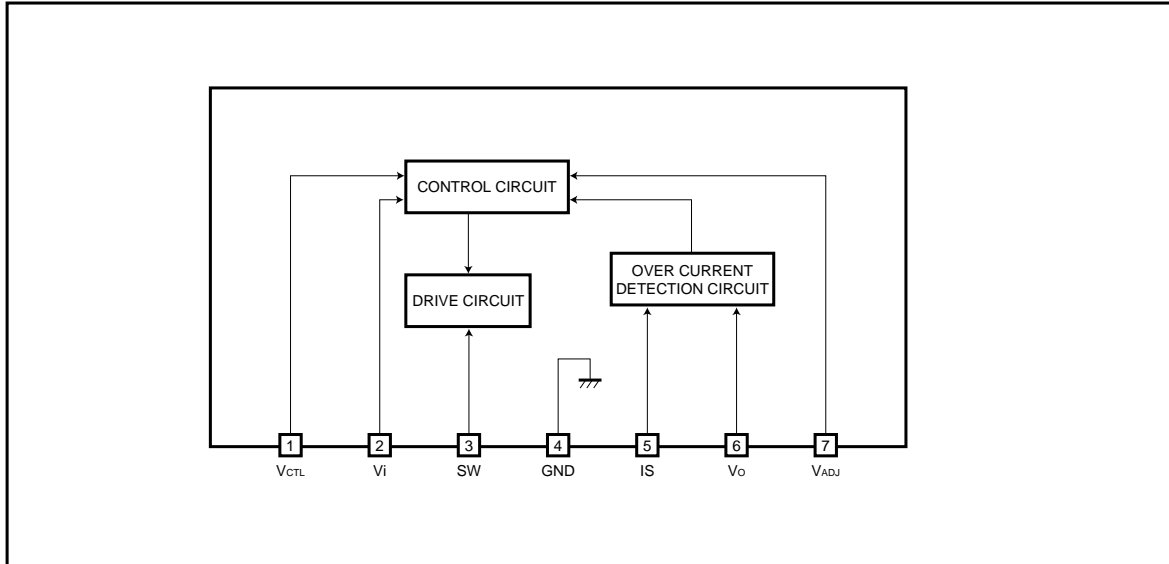 CONTROL CIRCUIT
OVER CURRENT
DETECTION CIRCUIT
DRIVE CIRCUIT
1 2 3 4 5 6 7
VCTL Vi SW GND IS VO VADJ